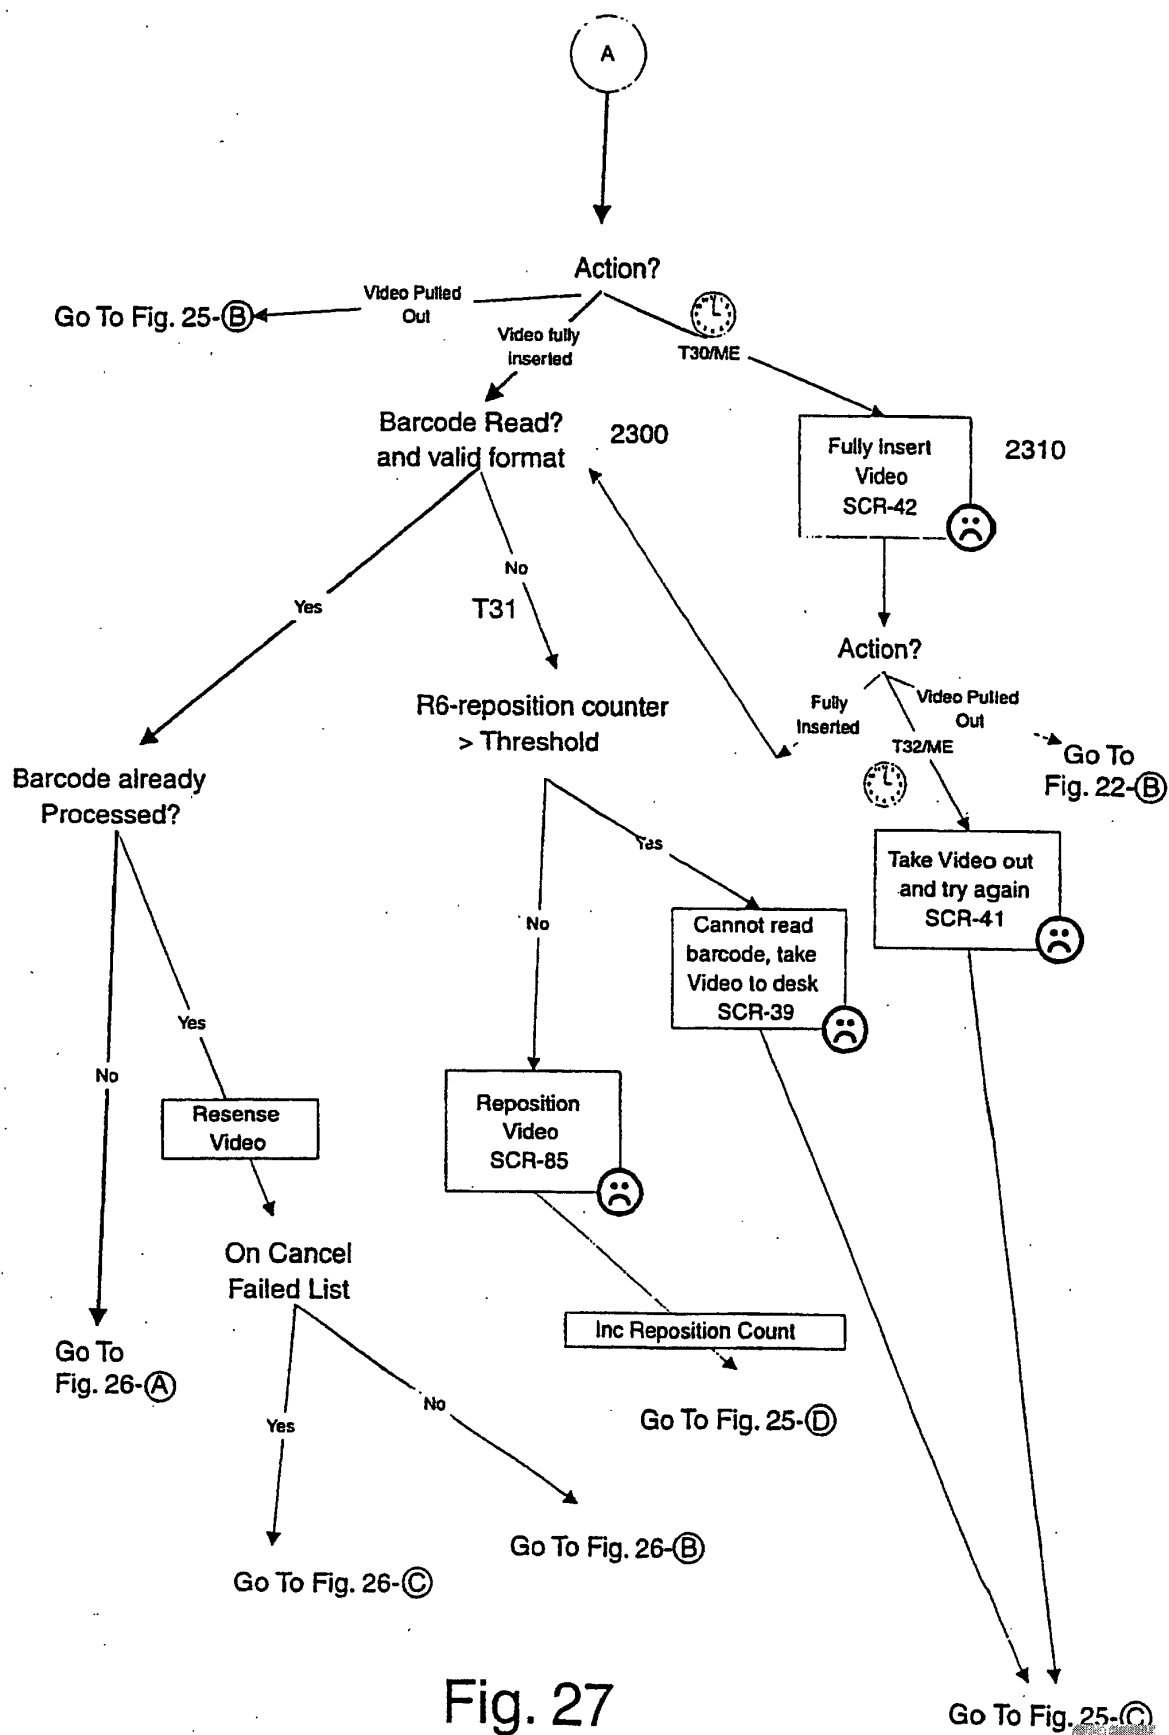 A
Action?
Go To Fig. 25-B
Video Pulled
Out
Video fully
inserted
T30/ME
Barcode Read?
and valid format
2300
Fully Insert
Video
SCR-42
2310
Yes
No
T31
Action?
Fully
Inserted
Video Pulled
Out
T32/ME
Go To
Fig. 22-B
R6-reposition counter
> Threshold
Barcode already
Processed?
Yes
No
Take Video out
and try again
SCR-41
Cannot read
barcode, take
Video to desk
SCR-39
Yes
No
Resense
Video
Reposition
Video
SCR-85
On Cancel
Failed List
Inc Reposition Count
Go To
Fig. 26-A
Yes
No
Go To Fig. 25-D
Go To Fig. 26-B
Go To Fig. 26-C
Fig. 27
Go To Fig. 25-C